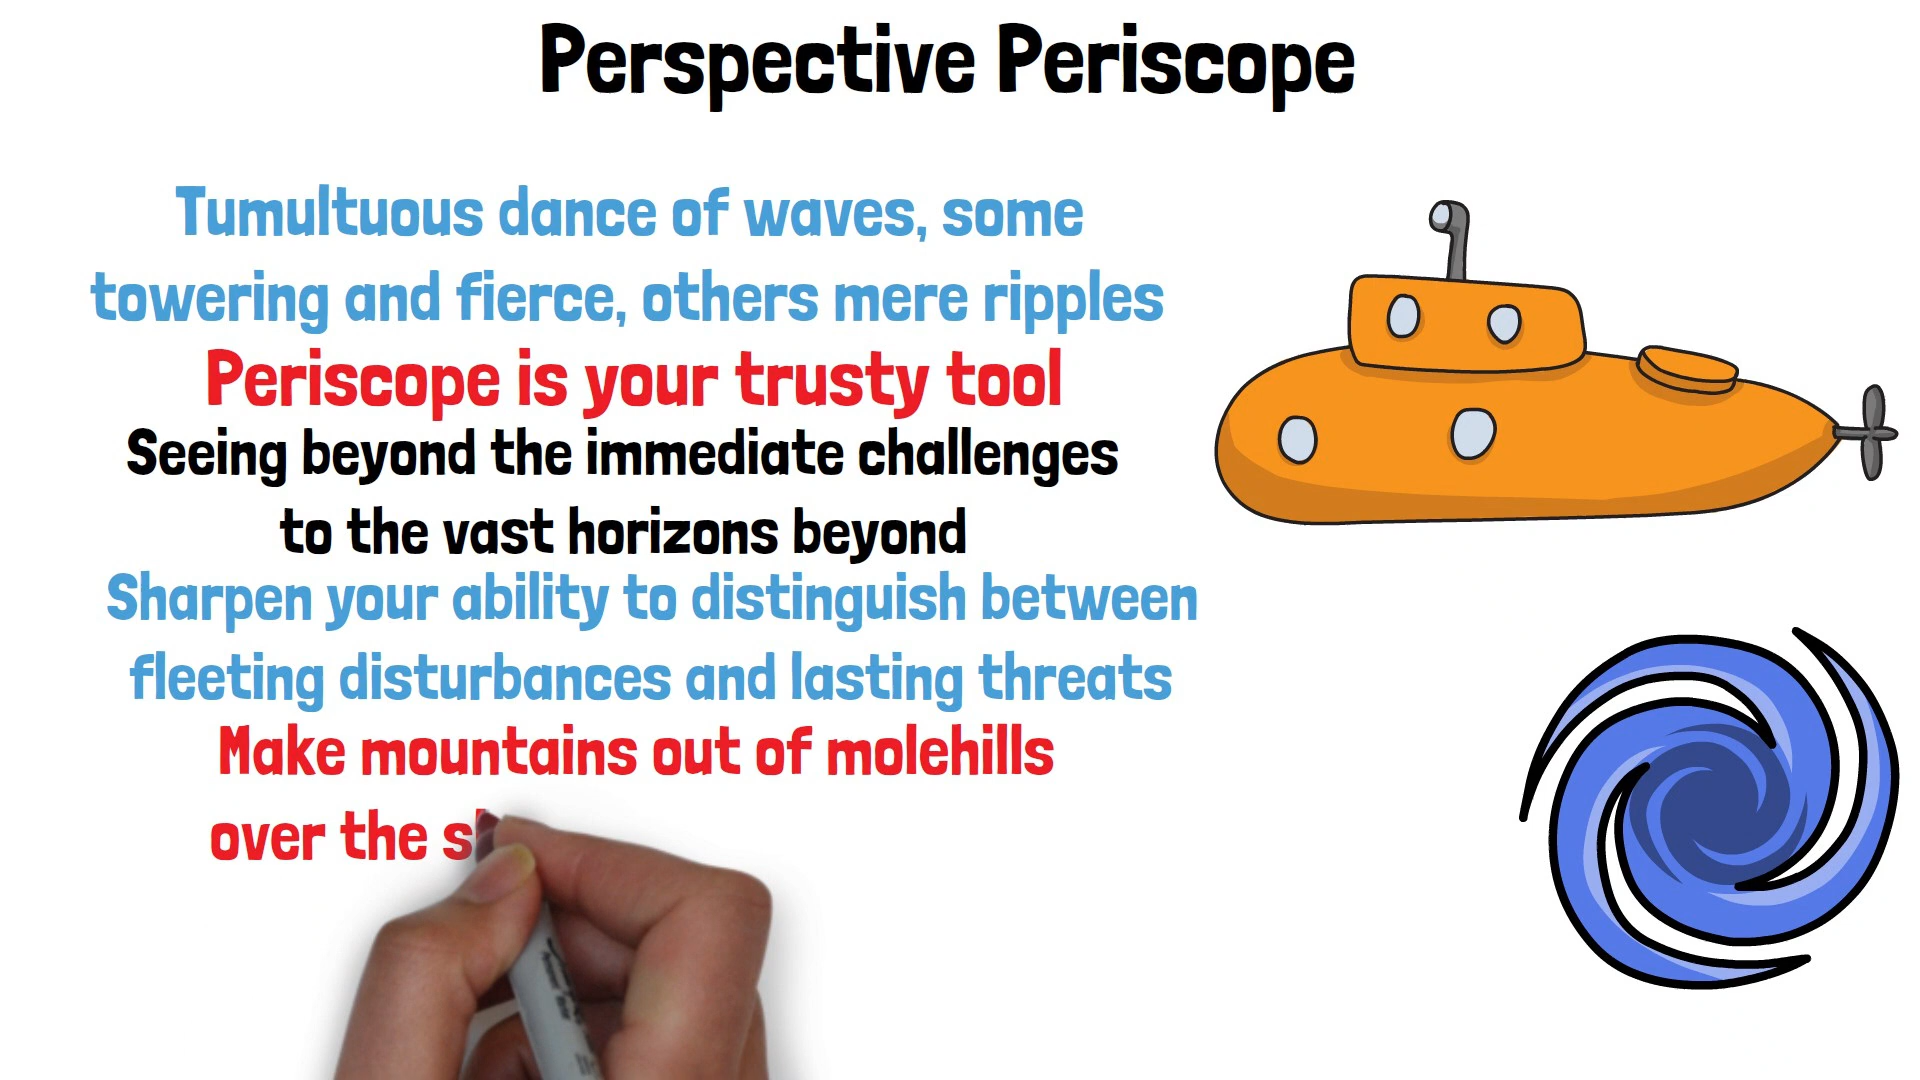 Perspective Periscope
Tumultuous dance of waves, some
towering and fierce, others mere ripples
Periscope is your trusty tool
Seeing beyond the immediate challenges
to the vast horizons beyond
Sharpen your ability to distinguish between
fleeting disturbances and lasting threats
Make mountains out of molehills
over the